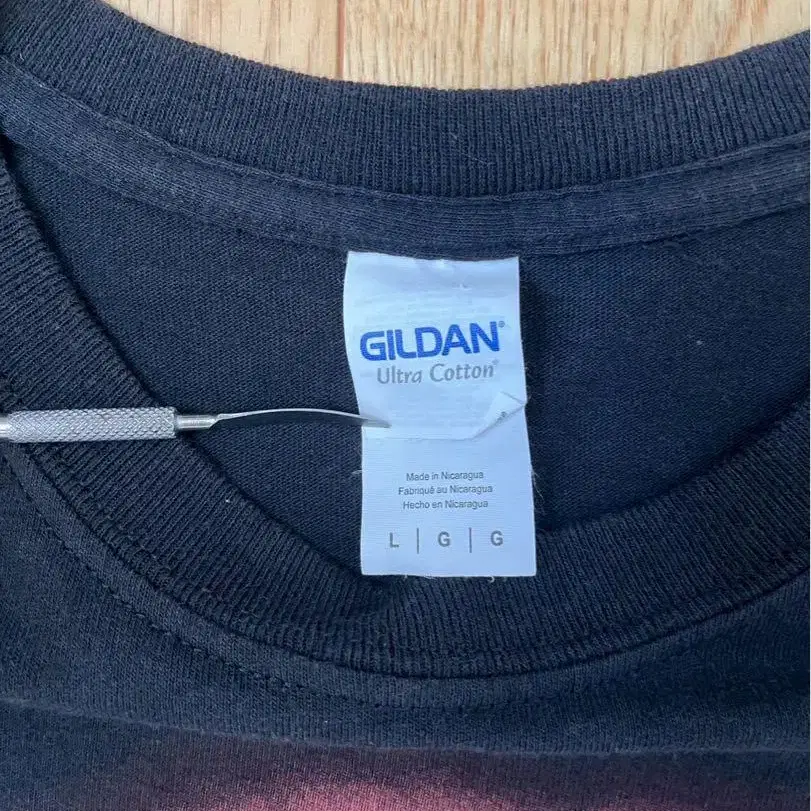 GILDAN®
Ultra Cotton®
Made in Nicaragua
Fabriqué au Nicaragua
Hecho en Nicaragua
L | G | G